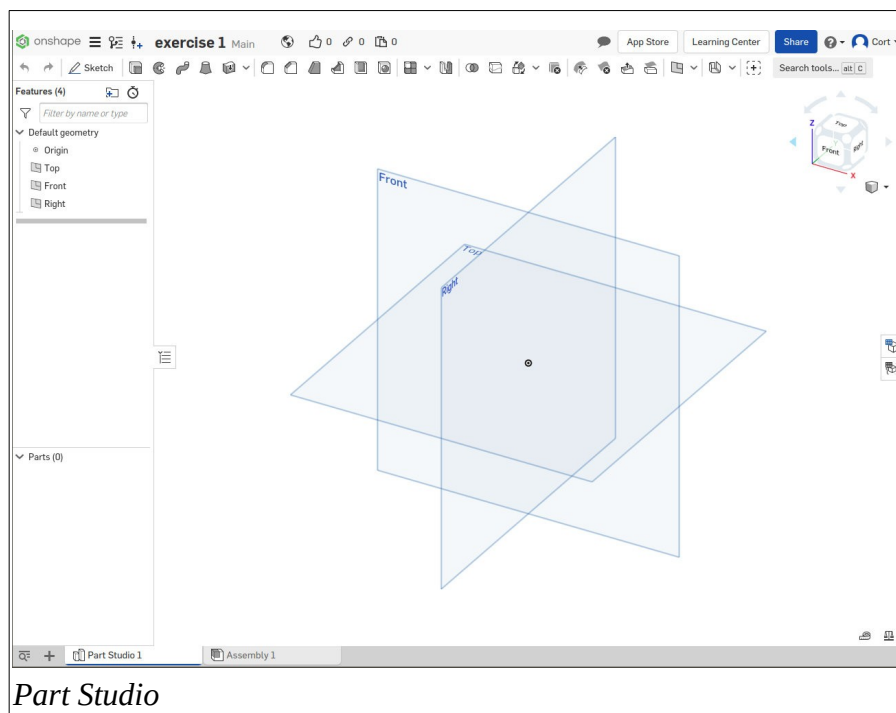 onshape exercise 1 Main 0 0 0 App Store Learning Center Share Cort
Sketch Search tools... alt C
Features (4)
Filter by name or type
Default geometry
Origin
Top
Front
Right
Parts (0)
Front
Top
Right
Z
Top
Front
Right
X
Part Studio 1 Assembly 1
Part Studio